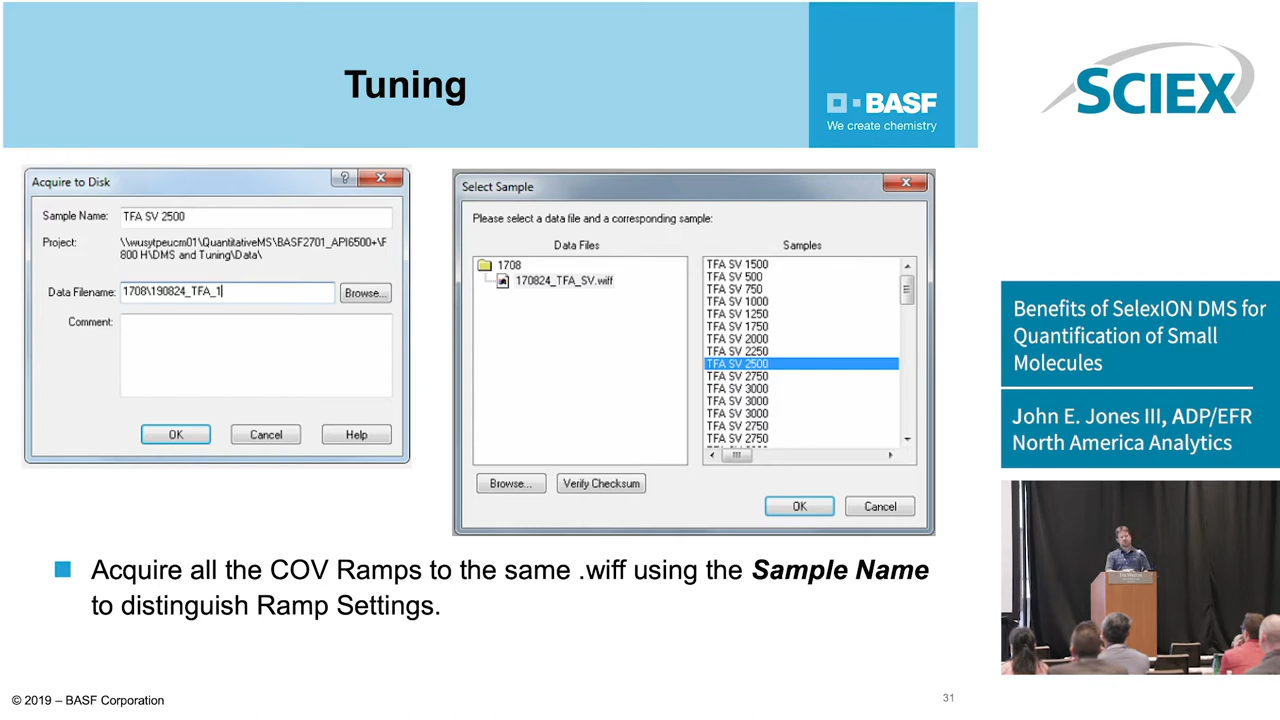 Tuning
BASF
We create chemistry
SCIEX
Acquire to Disk
Sample Name: TFA SV 2500
Project: \\wusytpeucm01\QuantitativeMS\BASF2701_API6500+\F
800 H\DMS and Tuning\Data\
Data Filename: 1708\190824_TFA_1
Browse...
Comment:
OK
Cancel
Help
Select Sample
Please select a data file and a corresponding sample:
Data Files
1708
170824_TFA_SV.wiff
Samples
TFA SV 1500
TFA SV 500
TFA SV 750
TFA SV 1000
TFA SV 1250
TFA SV 1750
TFA SV 2000
TFA SV 2250
TFA SV 2500
TFA SV 2750
TFA SV 3000
TFA SV 3000
TFA SV 3000
TFA SV 2750
TFA SV 2750
Browse...
Verify Checksum
OK
Cancel
Acquire all the COV Ramps to the same .wiff using the Sample Name
to distinguish Ramp Settings.
Benefits of SelexION DMS for
Quantification of Small
Molecules
John E. Jones III, ADP/EFR
North America Analytics
© 2019 – BASF Corporation
31